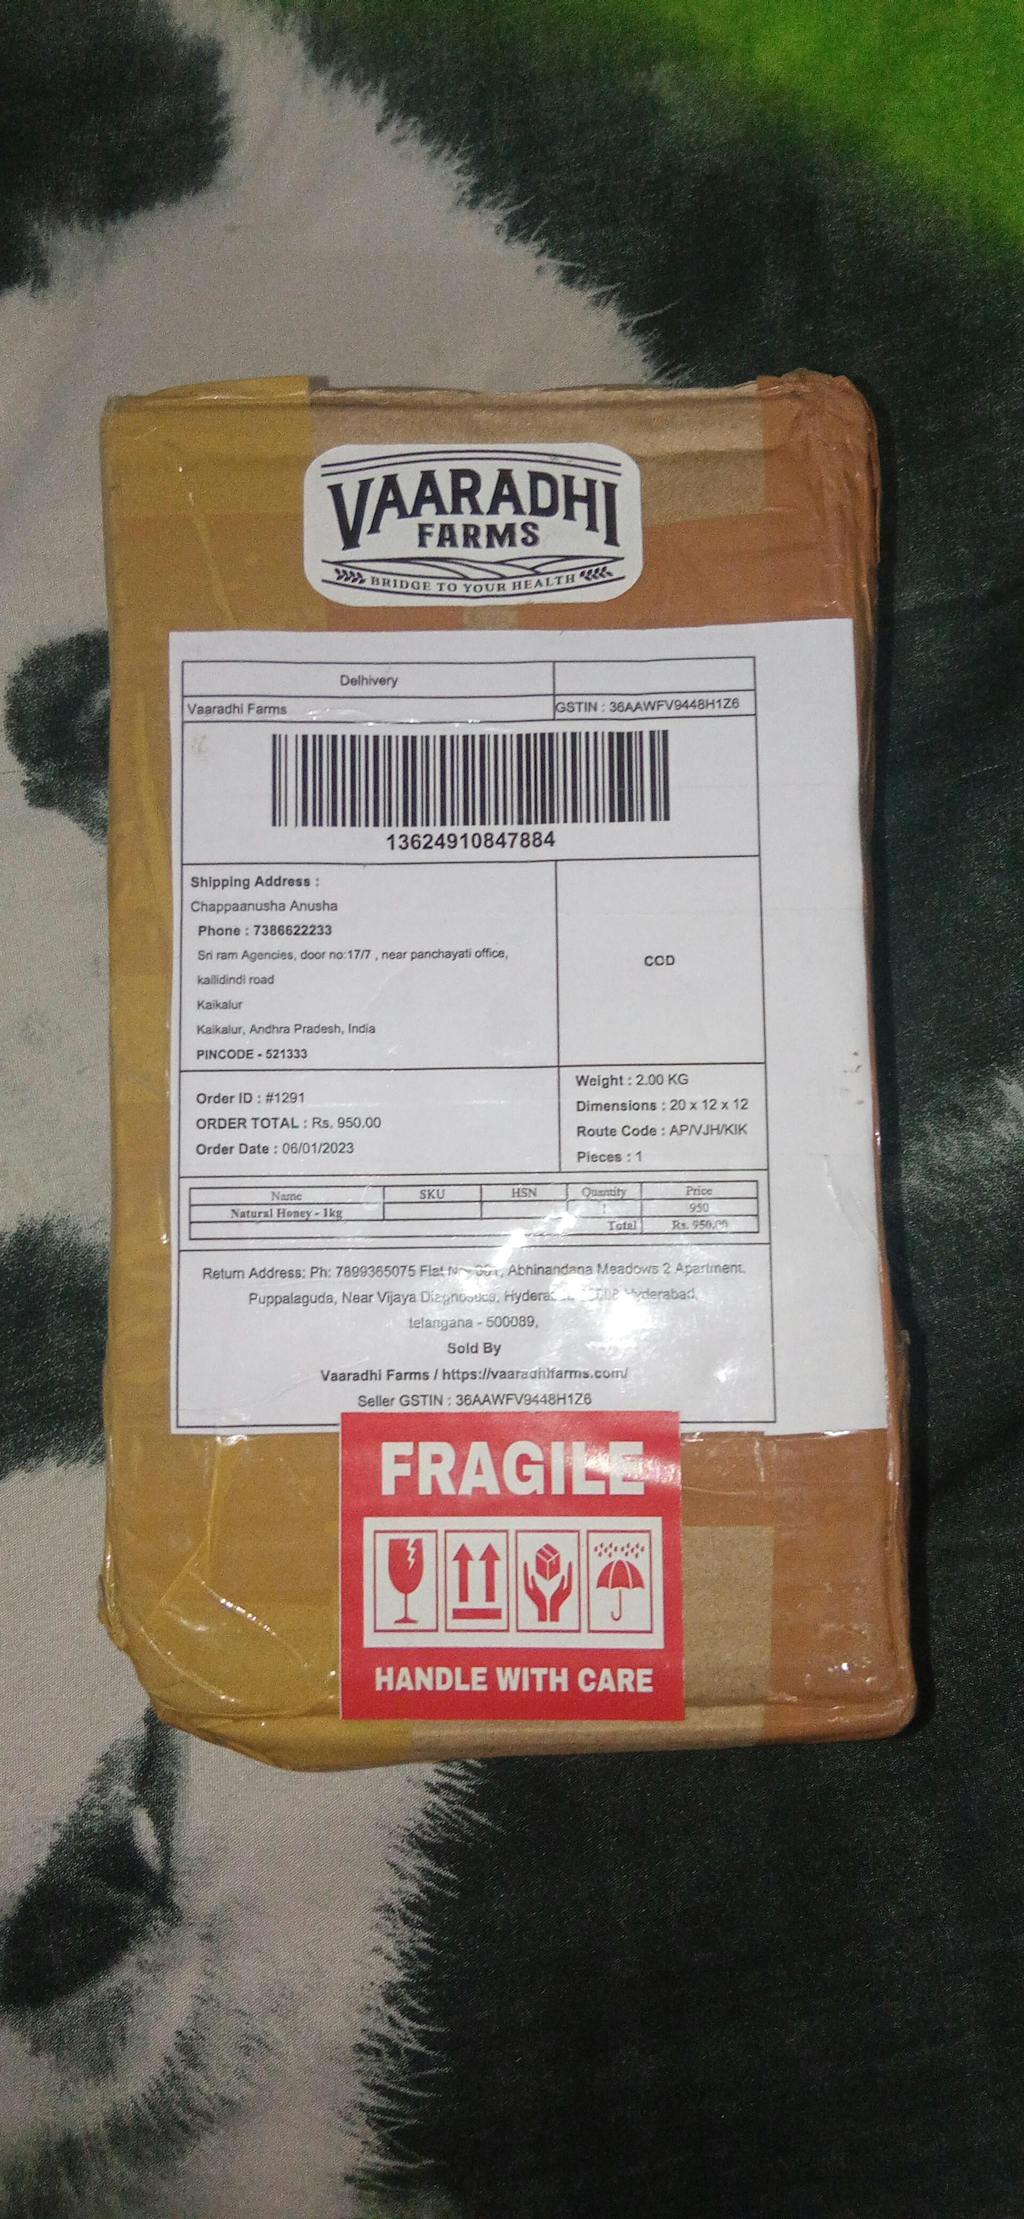 VAARADHI
FARMS
BRIDGE TO YOUR HEALTH
Delhivery
Vaaradhi Farms GSTIN : 36AAWFV9448H1Z6
13624910847884
Shipping Address :
Chappaanusha Anusha
Phone : 7386622233
Sri ram Agencies, door no:17/7 , near panchayati office,
kailidindi road
Kaikalur
Kaikalur, Andhra Pradesh, India
PINCODE - 521333
COD
Order ID : #1291
ORDER TOTAL : Rs. 950.00
Order Date : 06/01/2023
Weight : 2.00 KG
Dimensions : 20 x 12 x 12
Route Code : AP/VJH/KIK
Pieces : 1
Name SKU HSN Quantity Price
Natural Honey - 1kg 1 950
Total Rs. 950.00
Return Address: Ph: 7899365075 Flat Abhinandana Meadows 2 Apartment,
Puppalaguda, Near Vijaya Diagnostics, Hyderabad,
telangana - 500089,
Sold By
Vaaradhi Farms / https://vaaradhifarms.com/
Seller GSTIN : 36AAWFV9448H1Z6
FRAGILE
HANDLE WITH CARE